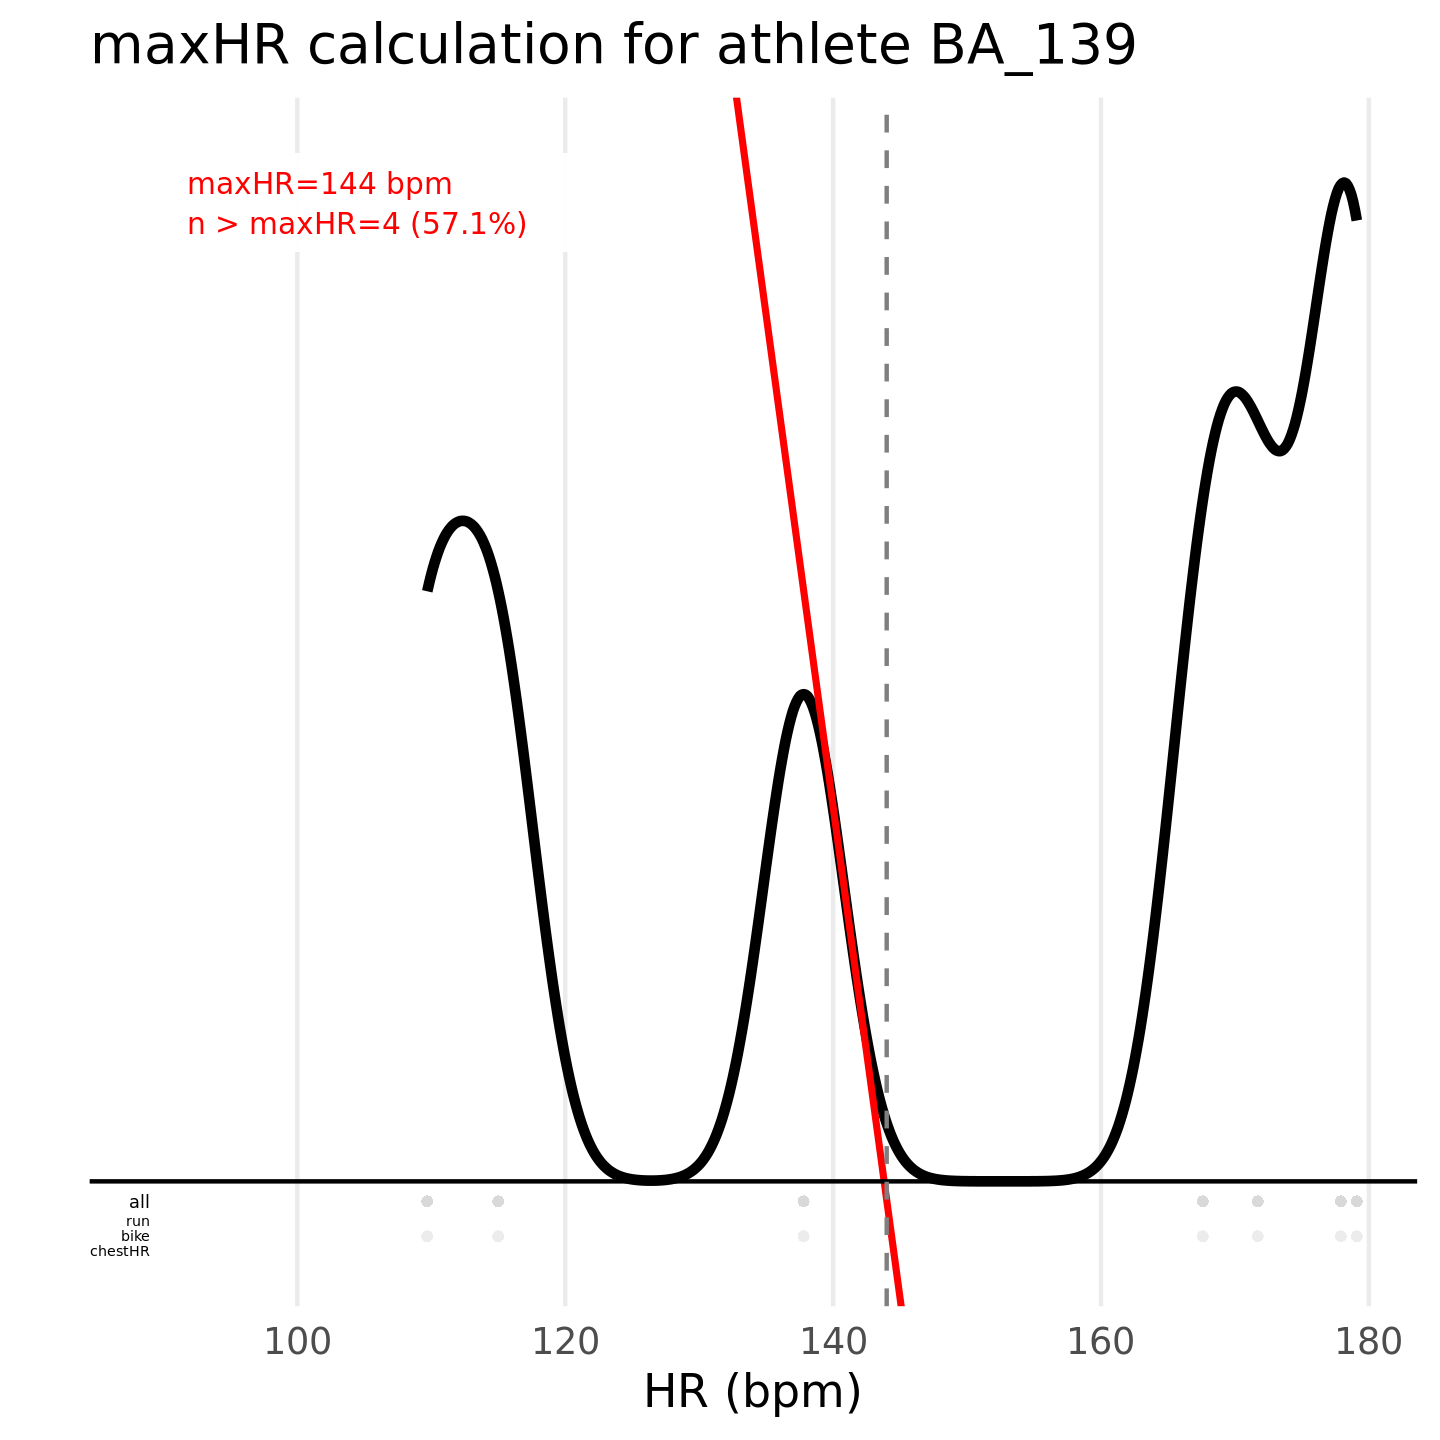 maxHR calculation for athlete BA_139
maxHR=144 bpm
n > maxHR=4 (57.1%)
all
run
bike
chestHR
100 120 140 160 180
HR (bpm)